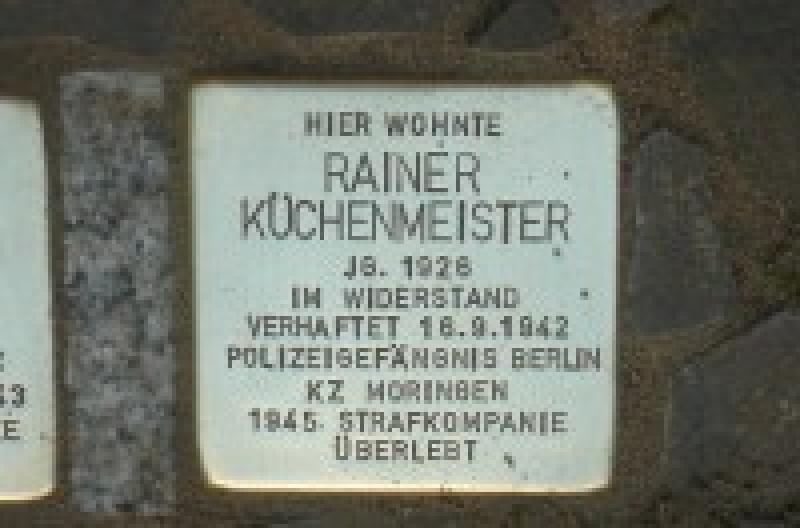 HIER WOHNTE
RAINER
KÜCHENMEISTER
JG. 1926
IM WIDERSTAND
VERHAFTET 16.9.1942
POLIZEIGEFÄNGNIS BERLIN
KZ MORINGEN
1945 STRAFKOMPANIE
ÜBERLEBT